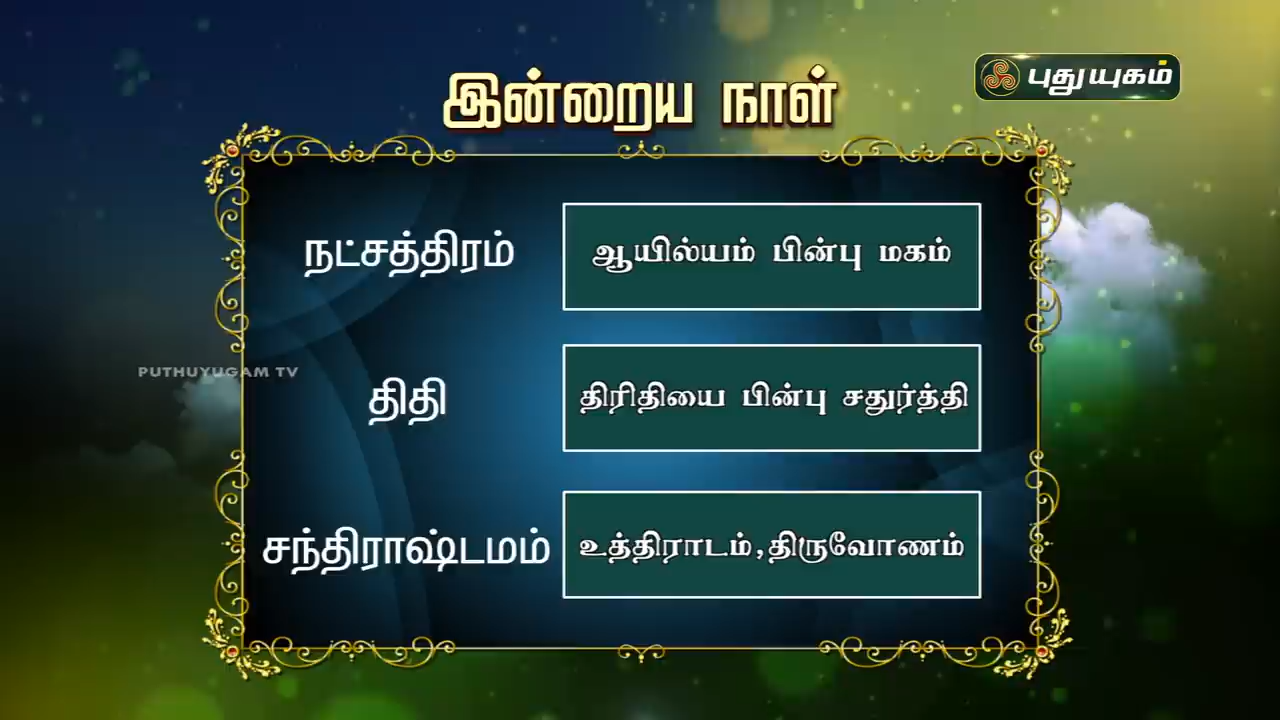 இன்றைய நாள்
புதுயுகம்
நட்சத்திரம்
ஆயில்யம் பின்பு மகம்
PUTHUYUGAM TV
திதி
திரிதியை பின்பு சதுர்த்தி
சந்திராஷ்டமம்
உத்திராடம்,திருவோணம்